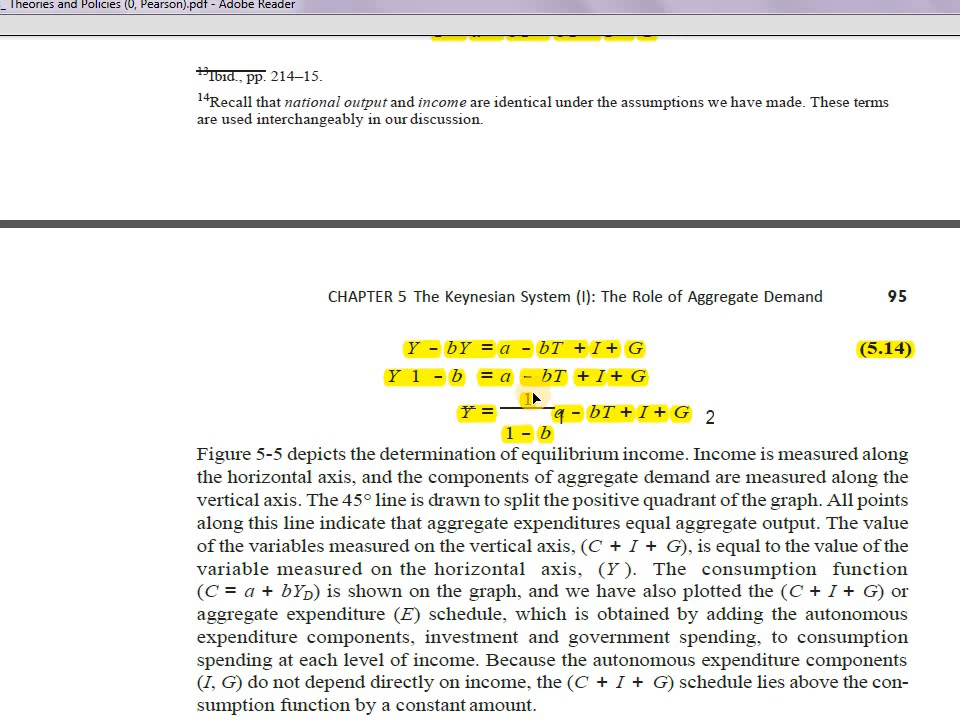 _ Theories and Policies (0, Pearson).pdf - Adobe Reader
13Ibid., pp. 214–15.
14Recall that national output and income are identical under the assumptions we have made. These terms
are used interchangeably in our discussion.
CHAPTER 5 The Keynesian System (I): The Role of Aggregate Demand 95
Y - bY = a - bT + I + G (5.14)
Y 1 - b = a - bT + I + G
1
Y = 1 a - bT + I + G 2
1 - b
Figure 5-5 depicts the determination of equilibrium income. Income is measured along
the horizontal axis, and the components of aggregate demand are measured along the
vertical axis. The 45° line is drawn to split the positive quadrant of the graph. All points
along this line indicate that aggregate expenditures equal aggregate output. The value
of the variables measured on the vertical axis, (C + I + G), is equal to the value of the
variable measured on the horizontal axis, (Y ). The consumption function
(C = a + bYD) is shown on the graph, and we have also plotted the (C + I + G) or
aggregate expenditure (E) schedule, which is obtained by adding the autonomous
expenditure components, investment and government spending, to consumption
spending at each level of income. Because the autonomous expenditure components
(I, G) do not depend directly on income, the (C + I + G) schedule lies above the con-
sumption function by a constant amount.